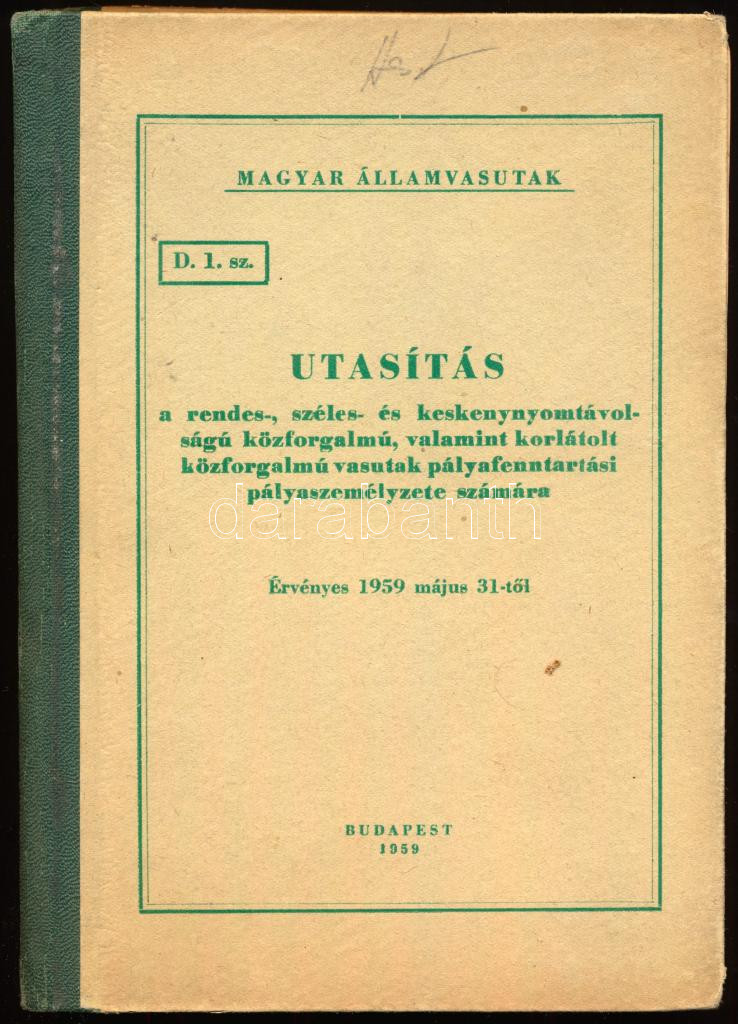 MAGYAR ÁLLAMVASUTAK
D. 1. sz.
UTASÍTÁS
a rendes-, széles- és keskenynyomtávol-
ságú közforgalmú, valamint korlátolt
közforgalmú vasutak pályafenntartási
pályaszemélyzete számára
darabanth
Érvényes 1959 május 31-től
BUDAPEST
1959